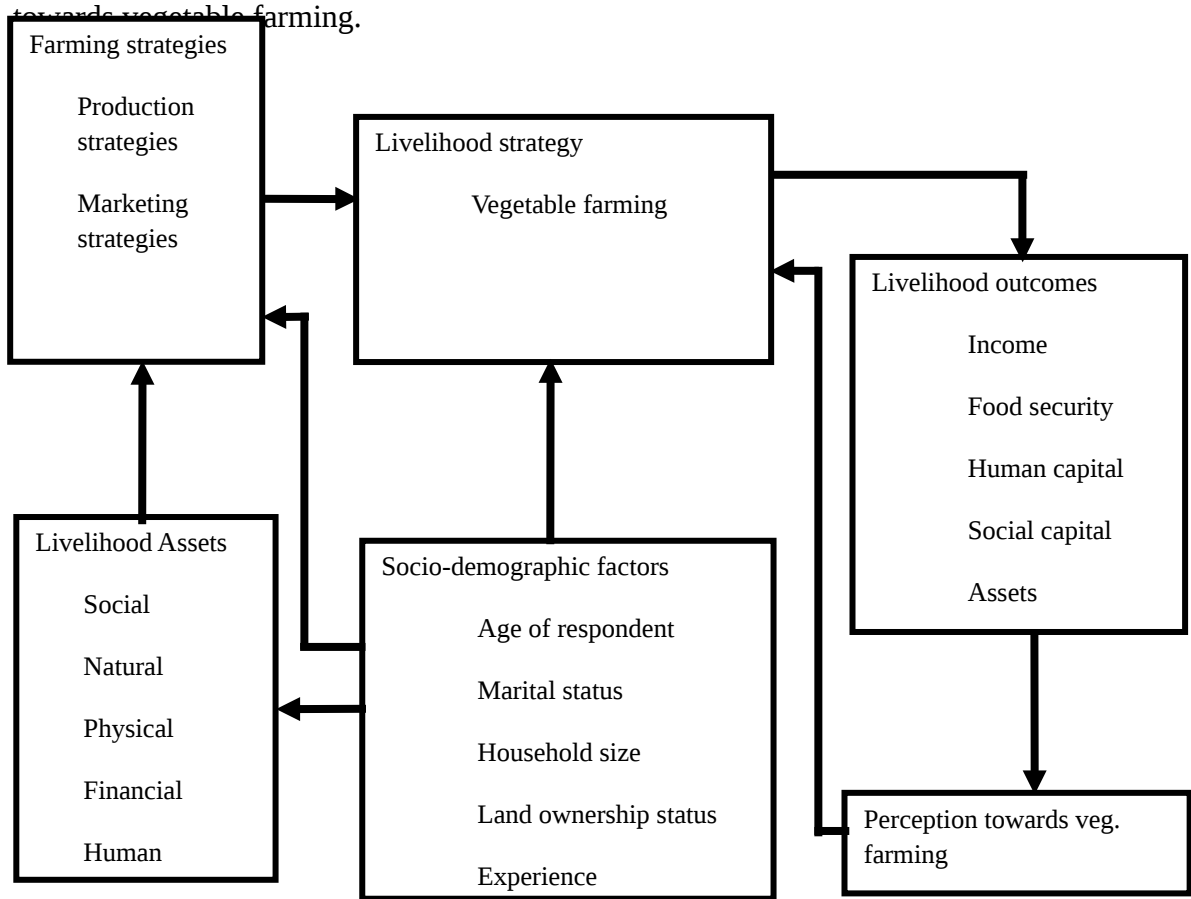 towards vegetable farming.
Farming strategies
Production
strategies
Marketing
strategies
Livelihood strategy
Vegetable farming
Livelihood outcomes
Income
Food security
Human capital
Social capital
Assets
Livelihood Assets
Social
Natural
Physical
Financial
Human
Socio-demographic factors
Age of respondent
Marital status
Household size
Land ownership status
Experience
Perception towards veg.
farming